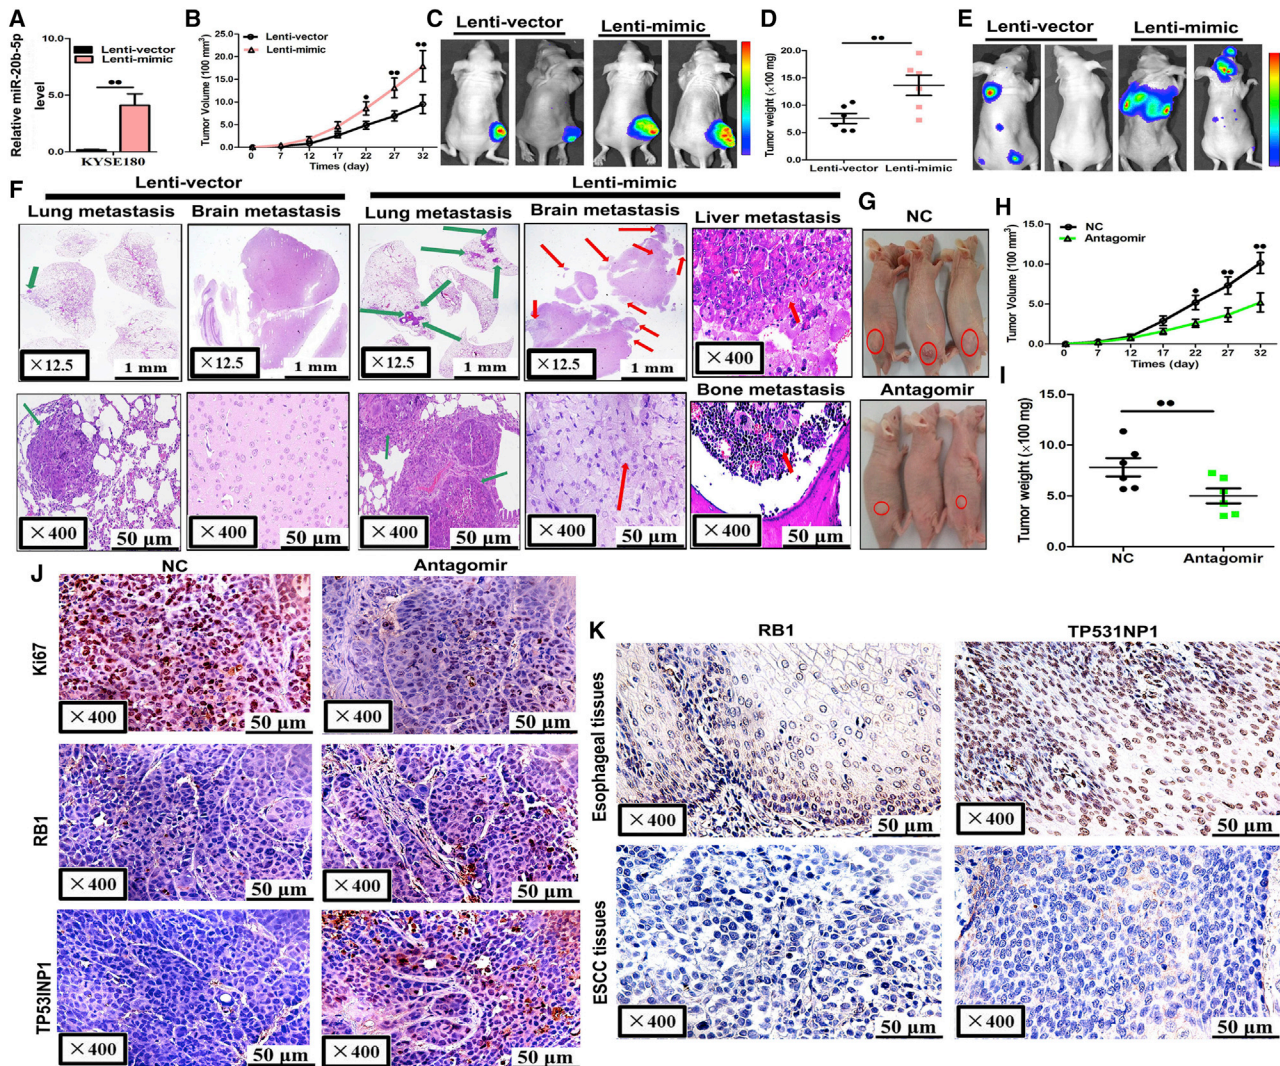 A
Relative miR-20b-5p
level
10.0
5.0
0.0
Lenti-vector
Lenti-mimic
KYSE180
B
Tumor Volume (100 mm³)
25.0
20.0
15.0
10.0
5.0
0.0
Lenti-vector
Lenti-mimic
0 7 12 17 22 27 32
Times (day)
C
Lenti-vector
Lenti-mimic
D
Tumor weight (×100 mg)
20.0
15.0
10.0
5.0
0.0
Lenti-vector Lenti-mimic
E
Lenti-vector
Lenti-mimic
F
Lenti-vector
Lenti-mimic
Lung metastasis
Brain metastasis
Lung metastasis
Brain metastasis
Liver metastasis
×12.5
1 mm
×12.5
1 mm
×12.5
1 mm
×12.5
1 mm
×400
Bone metastasis
×400
50 µm
×400
50 µm
×400
50 µm
×400
50 µm
×400
50 µm
G
NC
Antagomir
H
Tumor Volume (100 mm³)
15.0
10.0
5.0
0.0
NC
Antagomir
0 7 12 17 22 27 32
Times (day)
I
Tumor weight (×100 mg)
15.0
10.0
5.0
0.0
NC Antagomir
J
NC
Antagomir
Ki67
×400
50 µm
×400
50 µm
RB1
×400
50 µm
×400
50 µm
TP53INP1
×400
50 µm
×400
50 µm
K
RB1
TP531NP1
Esophageal tissues
×400
50 µm
×400
50 µm
ESCC tissues
×400
50 µm
×400
50 µm